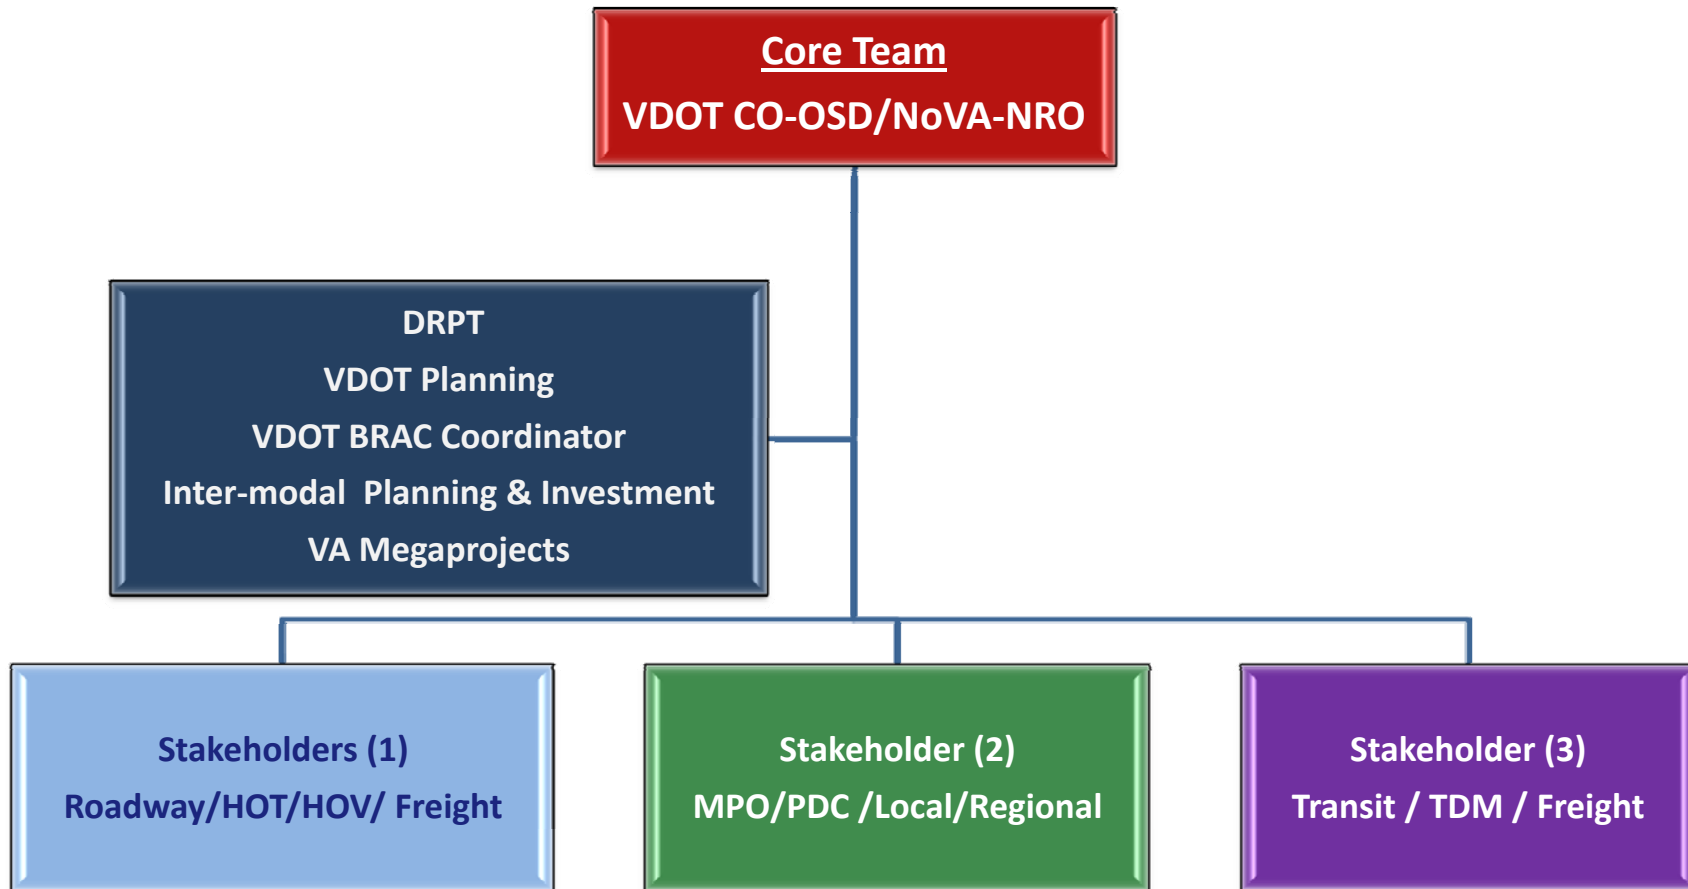 Core Team
VDOT CO-OSD/NoVA-NRO
DRPT
VDOT Planning
VDOT BRAC Coordinator
Inter-modal  Planning & Investment
VA Megaprojects
Stakeholders (1)
Roadway/HOT/HOV/ Freight
Stakeholder (2)
MPO/PDC /Local/Regional
Stakeholder (3)
Transit / TDM / Freight